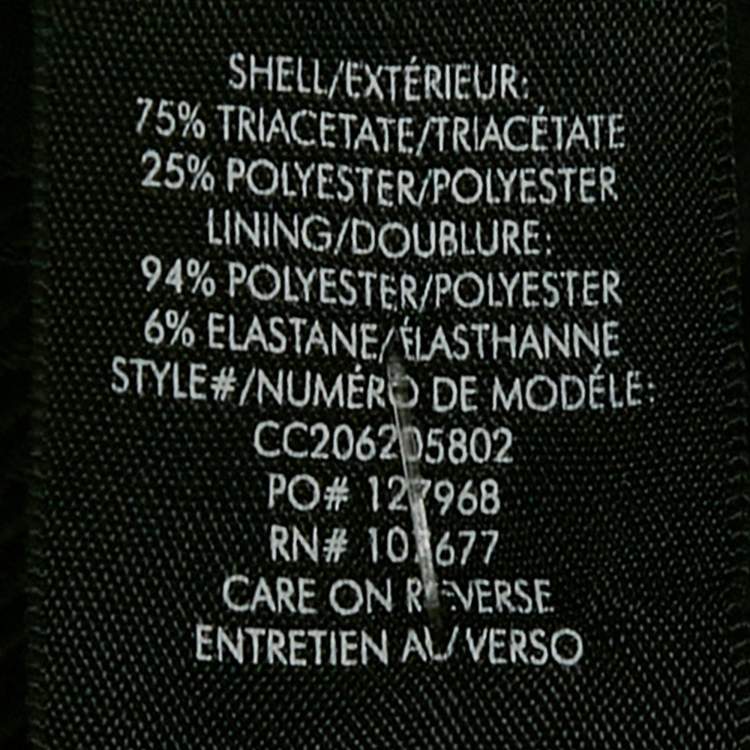 SHELL/EXTÉRIEUR:
75% TRIACETATE/TRIACÉTATE
25% POLYESTER/POLYESTER
LINING/DOUBLURE:
94% POLYESTER/POLYESTER
6% ELASTANE/ÉLASTHANNE
STYLE#/NUMÉRO DE MODÉLE:
CC206205802
PO# 127968
RN#
CARE ON REVERSE
ENTRETIEN AU VERSO